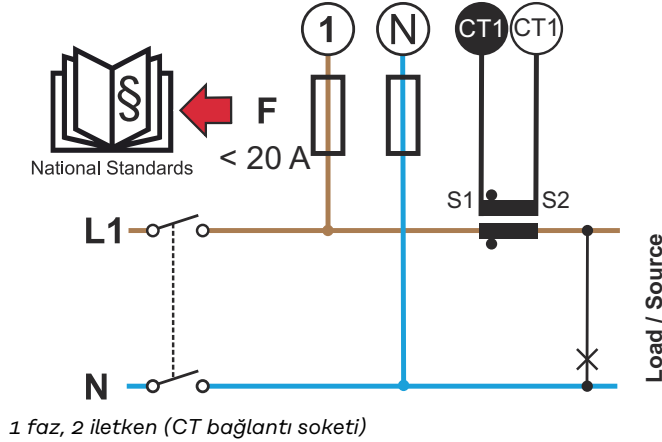 1 N CT1 CT1
§
F
National Standards
< 20 A
S1 S2
L1
Load / Source
N
1 faz, 2 iletken (CT bağlantı soketi)